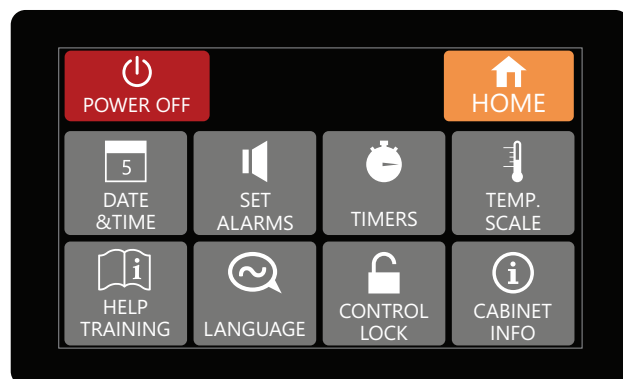 POWER OFF
HOME
5
DATE
&TIME
SET
ALARMS
TIMERS
TEMP.
SCALE
i
HELP
TRAINING
LANGUAGE
CONTROL
LOCK
i
CABINET
INFO